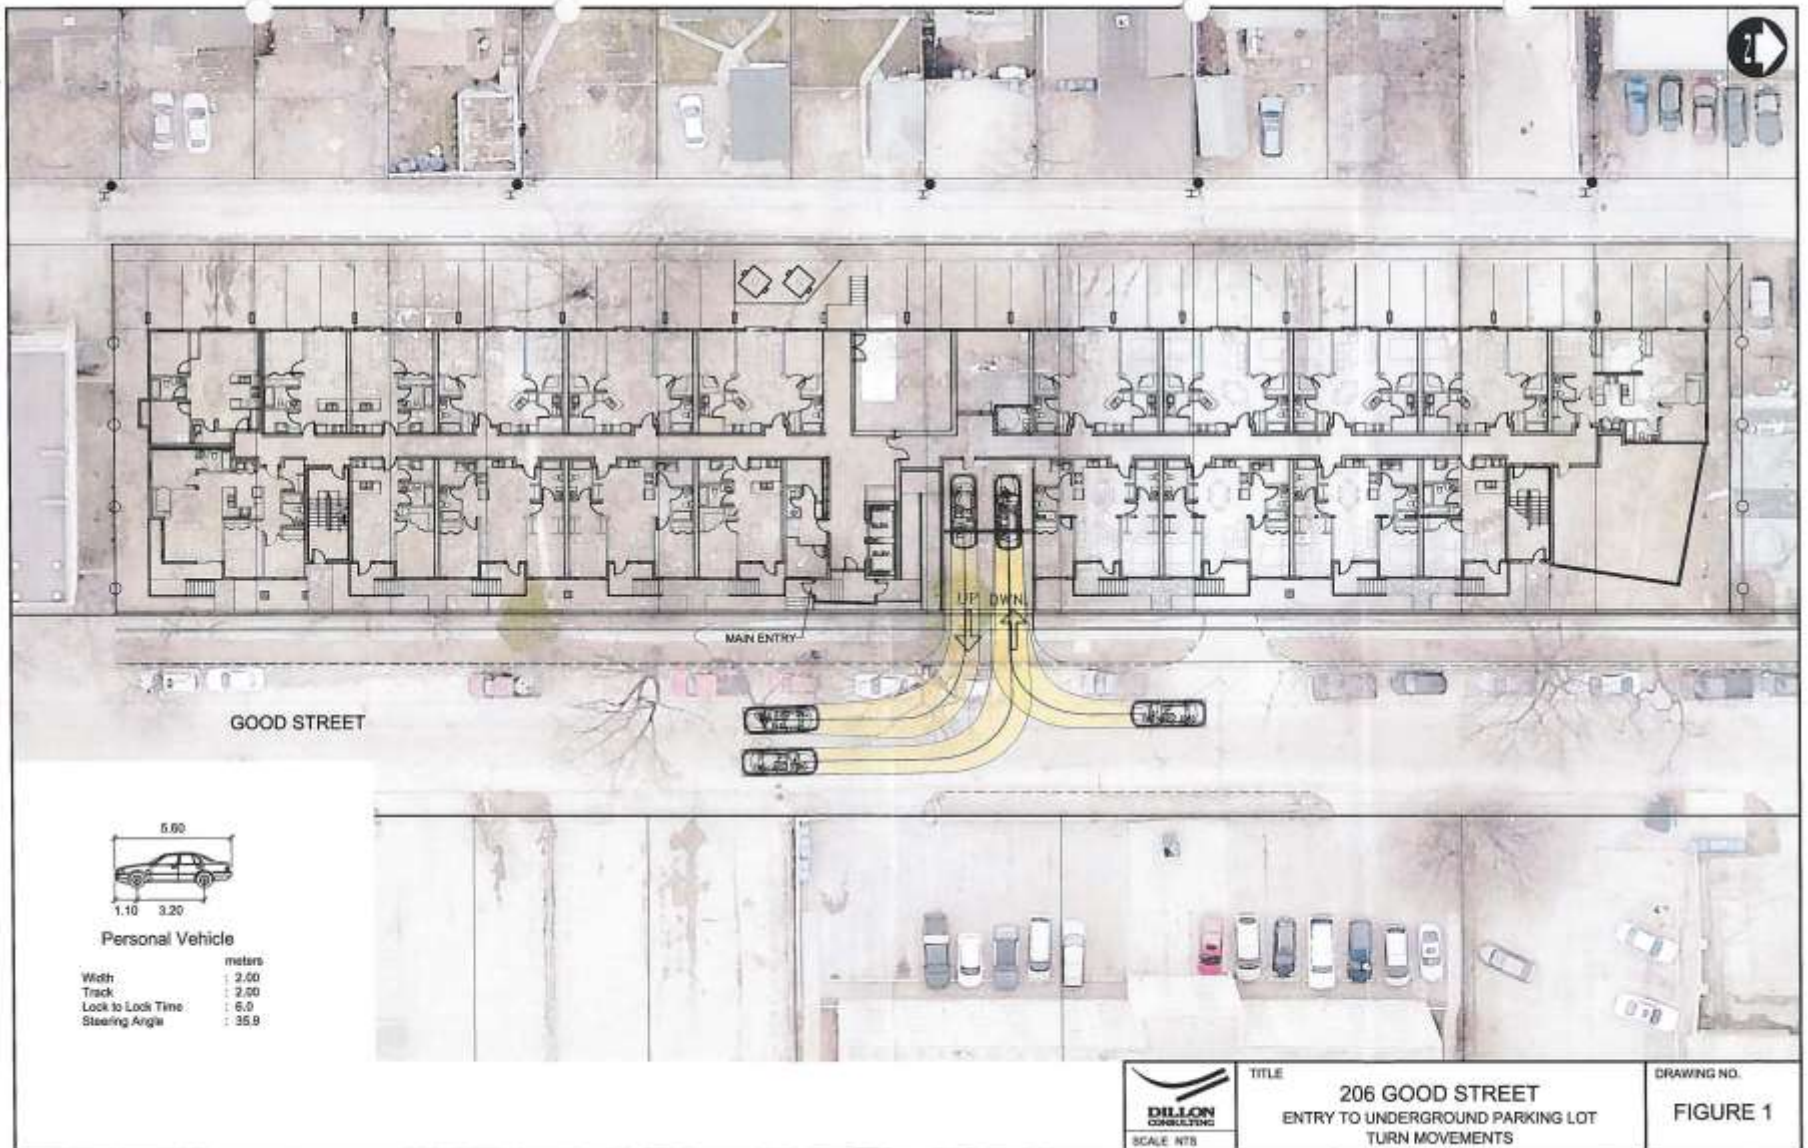 N
UP DWN.
MAIN ENTRY
GOOD STREET
5.60
1.10 3.20
Personal Vehicle
meters
Width : 2.00
Track : 2.00
Lock to Lock Time : 6.0
Steering Angle : 35.9
DILLON
CONSULTING
SCALE NTS
TITLE
206 GOOD STREET
ENTRY TO UNDERGROUND PARKING LOT
TURN MOVEMENTS
DRAWING NO.
FIGURE 1